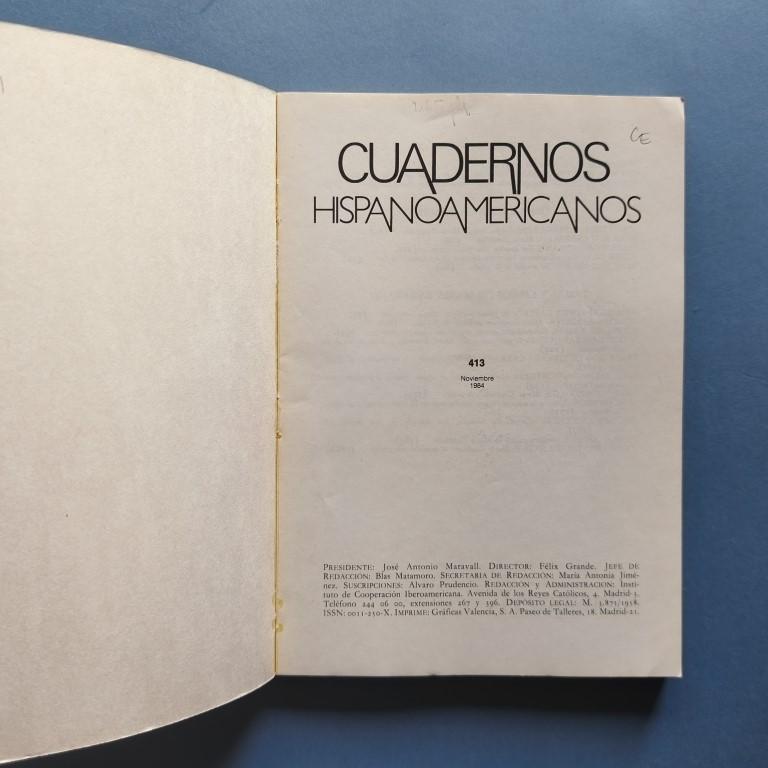 CE
CUADERNOS
HISPANOAMERICANOS
413
Noviembre
1984
PRESIDENTE: José Antonio Maravall. DIRECTOR: Félix Grande. JEFE DE
REDACCIÓN: Blas Matamoro. SECRETARIA DE REDACCIÓN: María Antonia Jimé-
nez. SUSCRIPCIONES: Alvaro Prudencio. REDACCIÓN y ADMINISTRACIÓN: Insti-
tuto de Cooperación Iberoamericana. Avenida de los Reyes Católicos, 4. Madrid-3.
Teléfono 244 06 00, extensiones 267 y 396. DEPÓSITO LEGAL: M. 3.875/1958.
ISSN: 0011-250-X. IMPRIME: Gráficas Valencia, S. A. Paseo de Talleres, 18. Madrid-21.